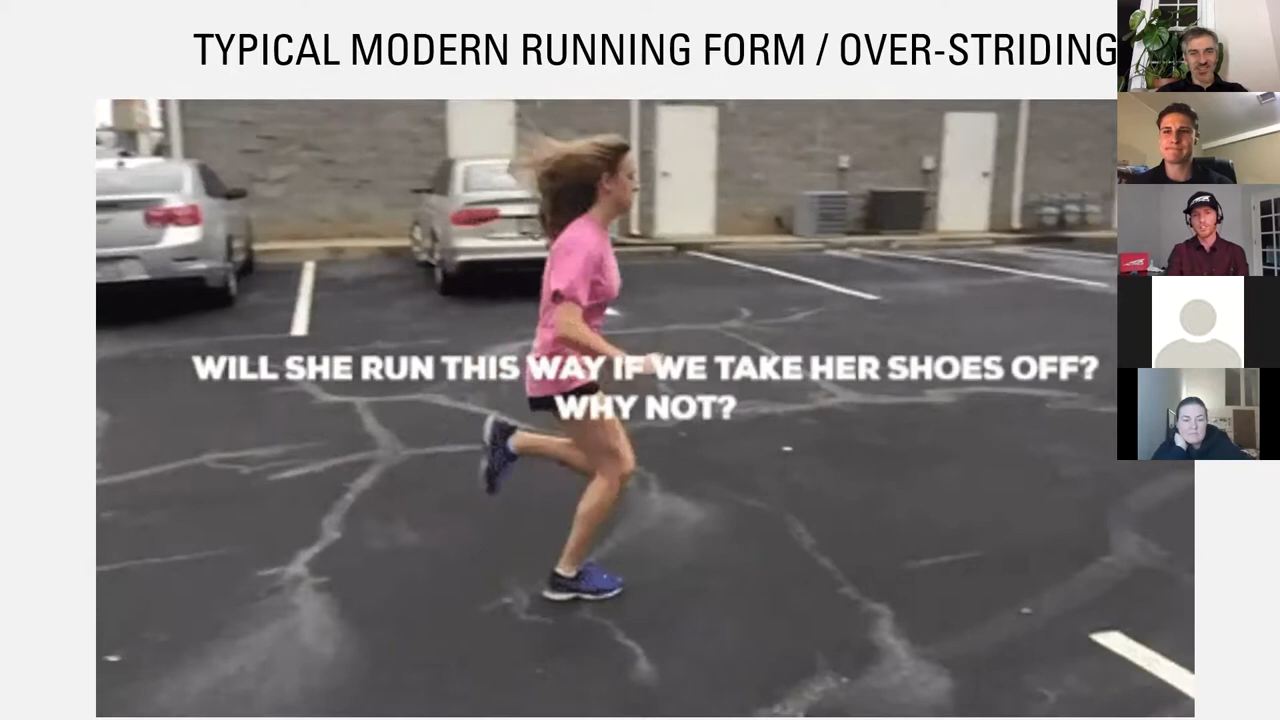 TYPICAL MODERN RUNNING FORM / OVER-STRIDING
WILL SHE RUN THIS WAY IF WE TAKE HER SHOES OFF?
WHY NOT?